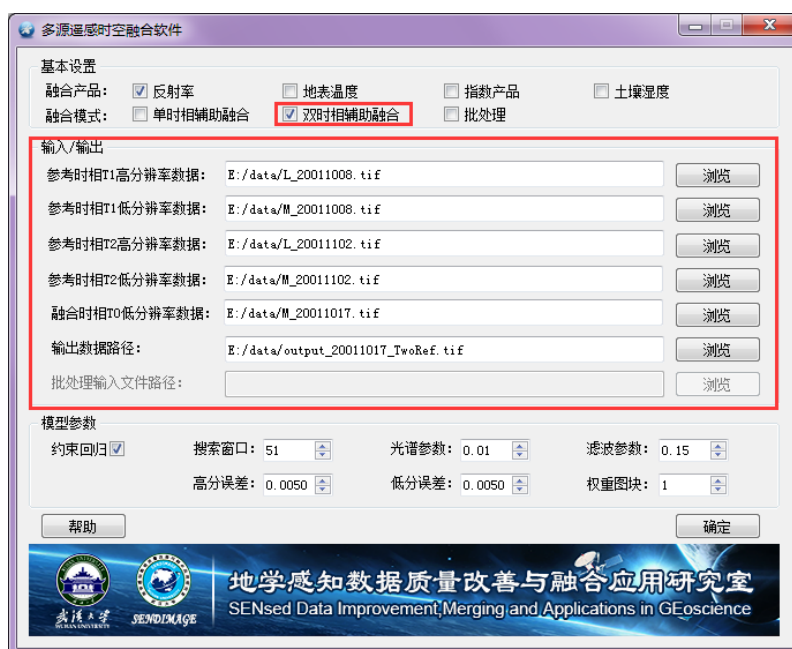 多源遥感时空融合软件
基本设置
融合产品： 反射率 地表温度 指数产品 土壤湿度
融合模式： 单时相辅助融合 双时相辅助融合 批处理
输入/输出
参考时相T1高分辨率数据： E:/data/L_20011008.tif 浏览
参考时相T1低分辨率数据： E:/data/M_20011008.tif 浏览
参考时相T2高分辨率数据： E:/data/L_20011102.tif 浏览
参考时相T2低分辨率数据： E:/data/M_20011102.tif 浏览
融合时相T0低分辨率数据： E:/data/M_20011017.tif 浏览
输出数据路径： E:/data/output_20011017_TwoRef.tif 浏览
批处理输入文件路径： 浏览
模型参数
约束回归 搜索窗口： 51 光谱参数： 0.01 滤波参数： 0.15
高分误差： 0.0050 低分误差： 0.0050 权重图块： 1
帮助 确定
地学感知数据质量改善与融合应用研究室
SENsed Data Improvement,Merging and Applications in GEoscience
武汉大学 SENDIMAGE
WUHAN UNIVERSITY